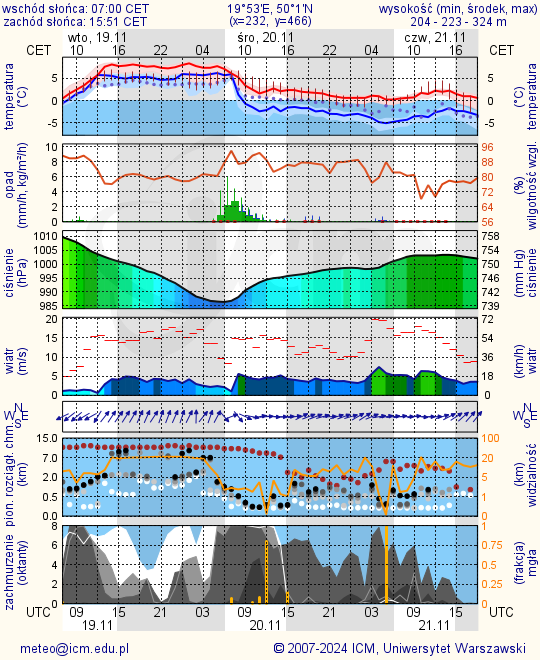 wschód słońca: 07:00 CET 19°53'E, 50°1'N wysokość (min, środek, max)
zachód słońca: 15:51 CET (x=232, y=466) 204 - 223 - 324 m
CET wto, 19.11 śro, 20.11 czw, 21.11 CET
10 16 22 04 10 16 22 04 10 16
temperatura (°C) 5 0 -5 5 0 -5 (°C) temperatura
opad (mm/h, kg/m²/h) 10 8 6 4 2 0 96 88 80 72 64 56 (%) wilgotność wzgl.
ciśnienie (hPa) 1010 1005 1000 995 990 985 758 754 750 746 742 739 (mm Hg) ciśnienie
wiatr (m/s) 20 15 10 5 0 72 54 36 18 0 (km/h) wiatr
N W E S N W E S
pion. rozciągł. chm. (km) 15.0 7.0 2.0 0.5 0.0 100 20 5 1 0 (km) widzialność
zachmurzenie (oktanty) 8 6 4 2 0 1 0.75 0.5 0.25 0 (frakcja) mgła
UTC 09 15 21 03 09 15 21 03 09 15 UTC
19.11 20.11 21.11
meteo@icm.edu.pl © 2007-2024 ICM, Uniwersytet Warszawski